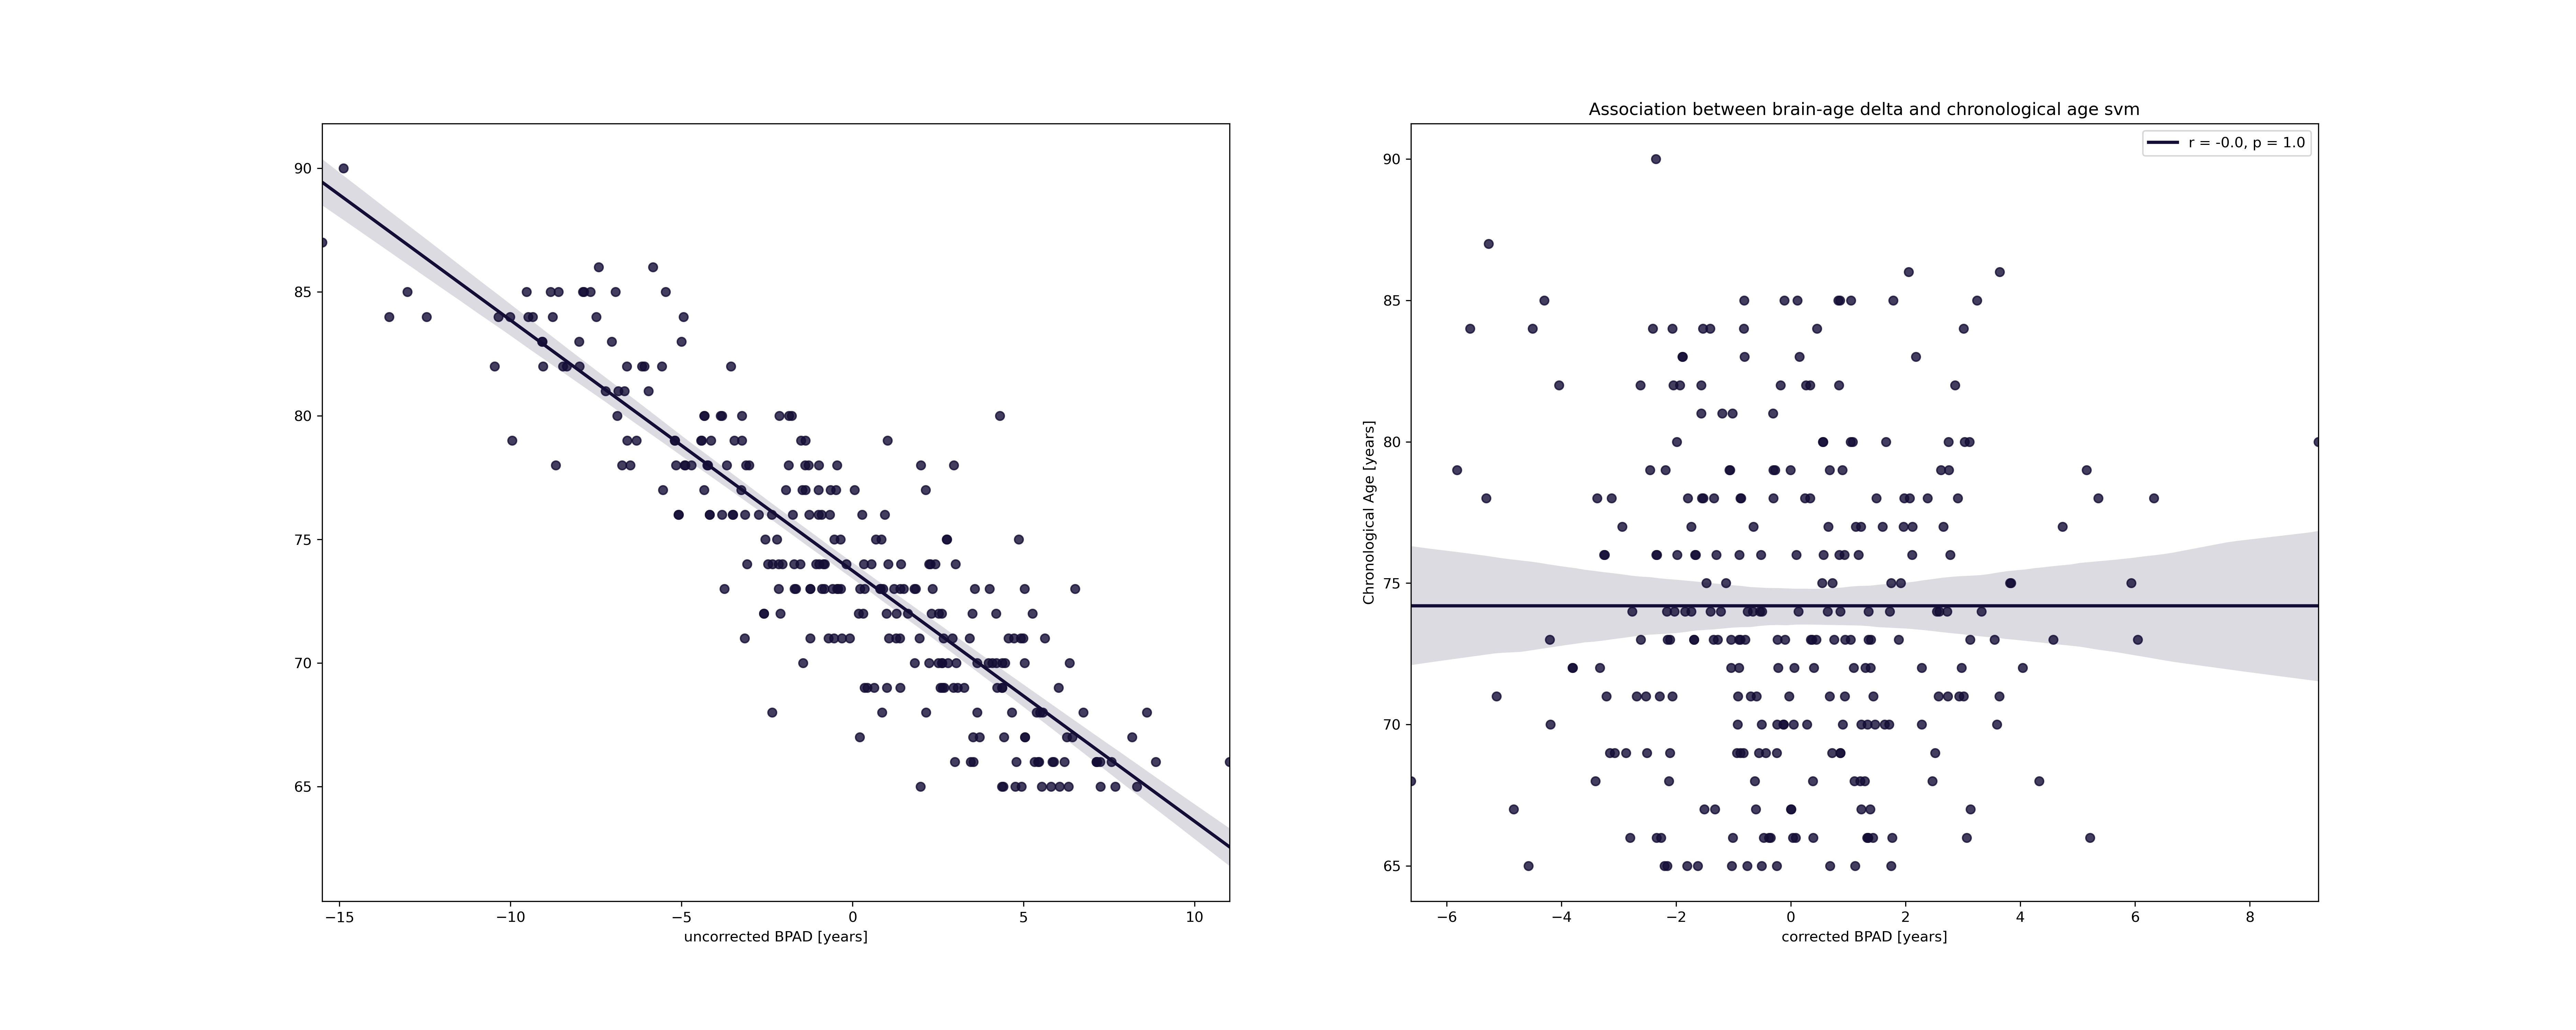 90
85
80
75
70
65
−15 −10 −5 0 5 10
uncorrected BPAD [years]
Association between brain-age delta and chronological age svm
r = -0.0, p = 1.0
Chronological Age [years]
90
85
80
75
70
65
−6 −4 −2 0 2 4 6 8
corrected BPAD [years]